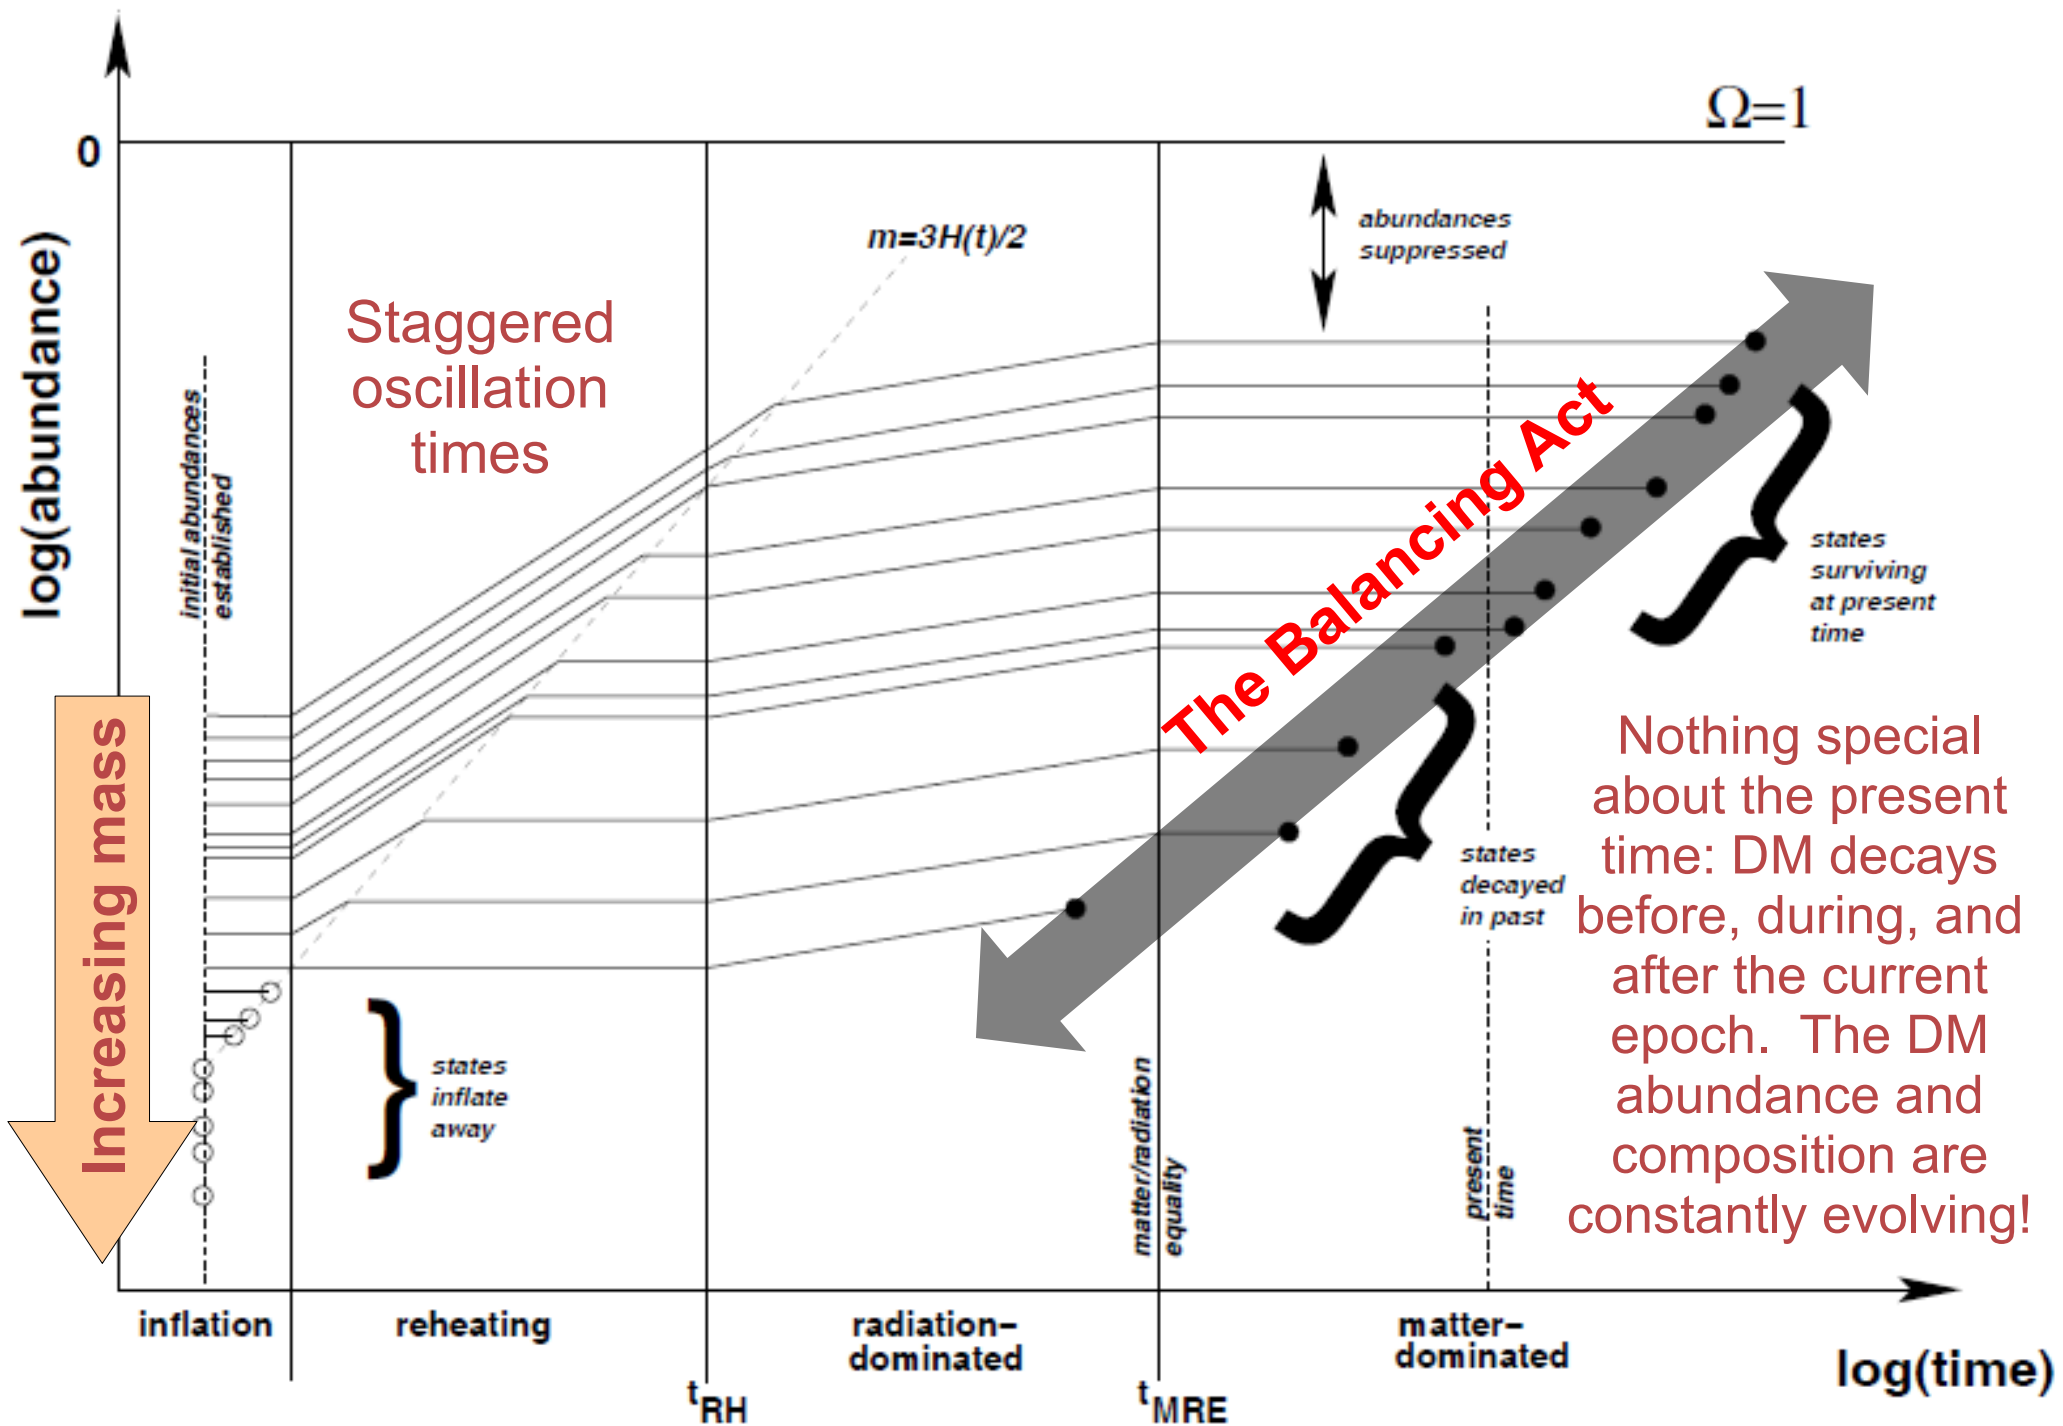 Ω=1
0
log(abundance)
m=3H(t)/2
abundances
suppressed
Staggered
oscillation
times
initial abundances
established
The Balancing Act
states
surviving
at present
time
Increasing mass
Nothing special
about the present
time: DM decays
before, during, and
after the current
epoch. The DM
abundance and
composition are
constantly evolving!
states
decayed
in past
states
inflate
away
matter/radiation
equality
present
time
inflation
reheating
radiation–
dominated
matter–
dominated
log(time)
tRH
tMRE